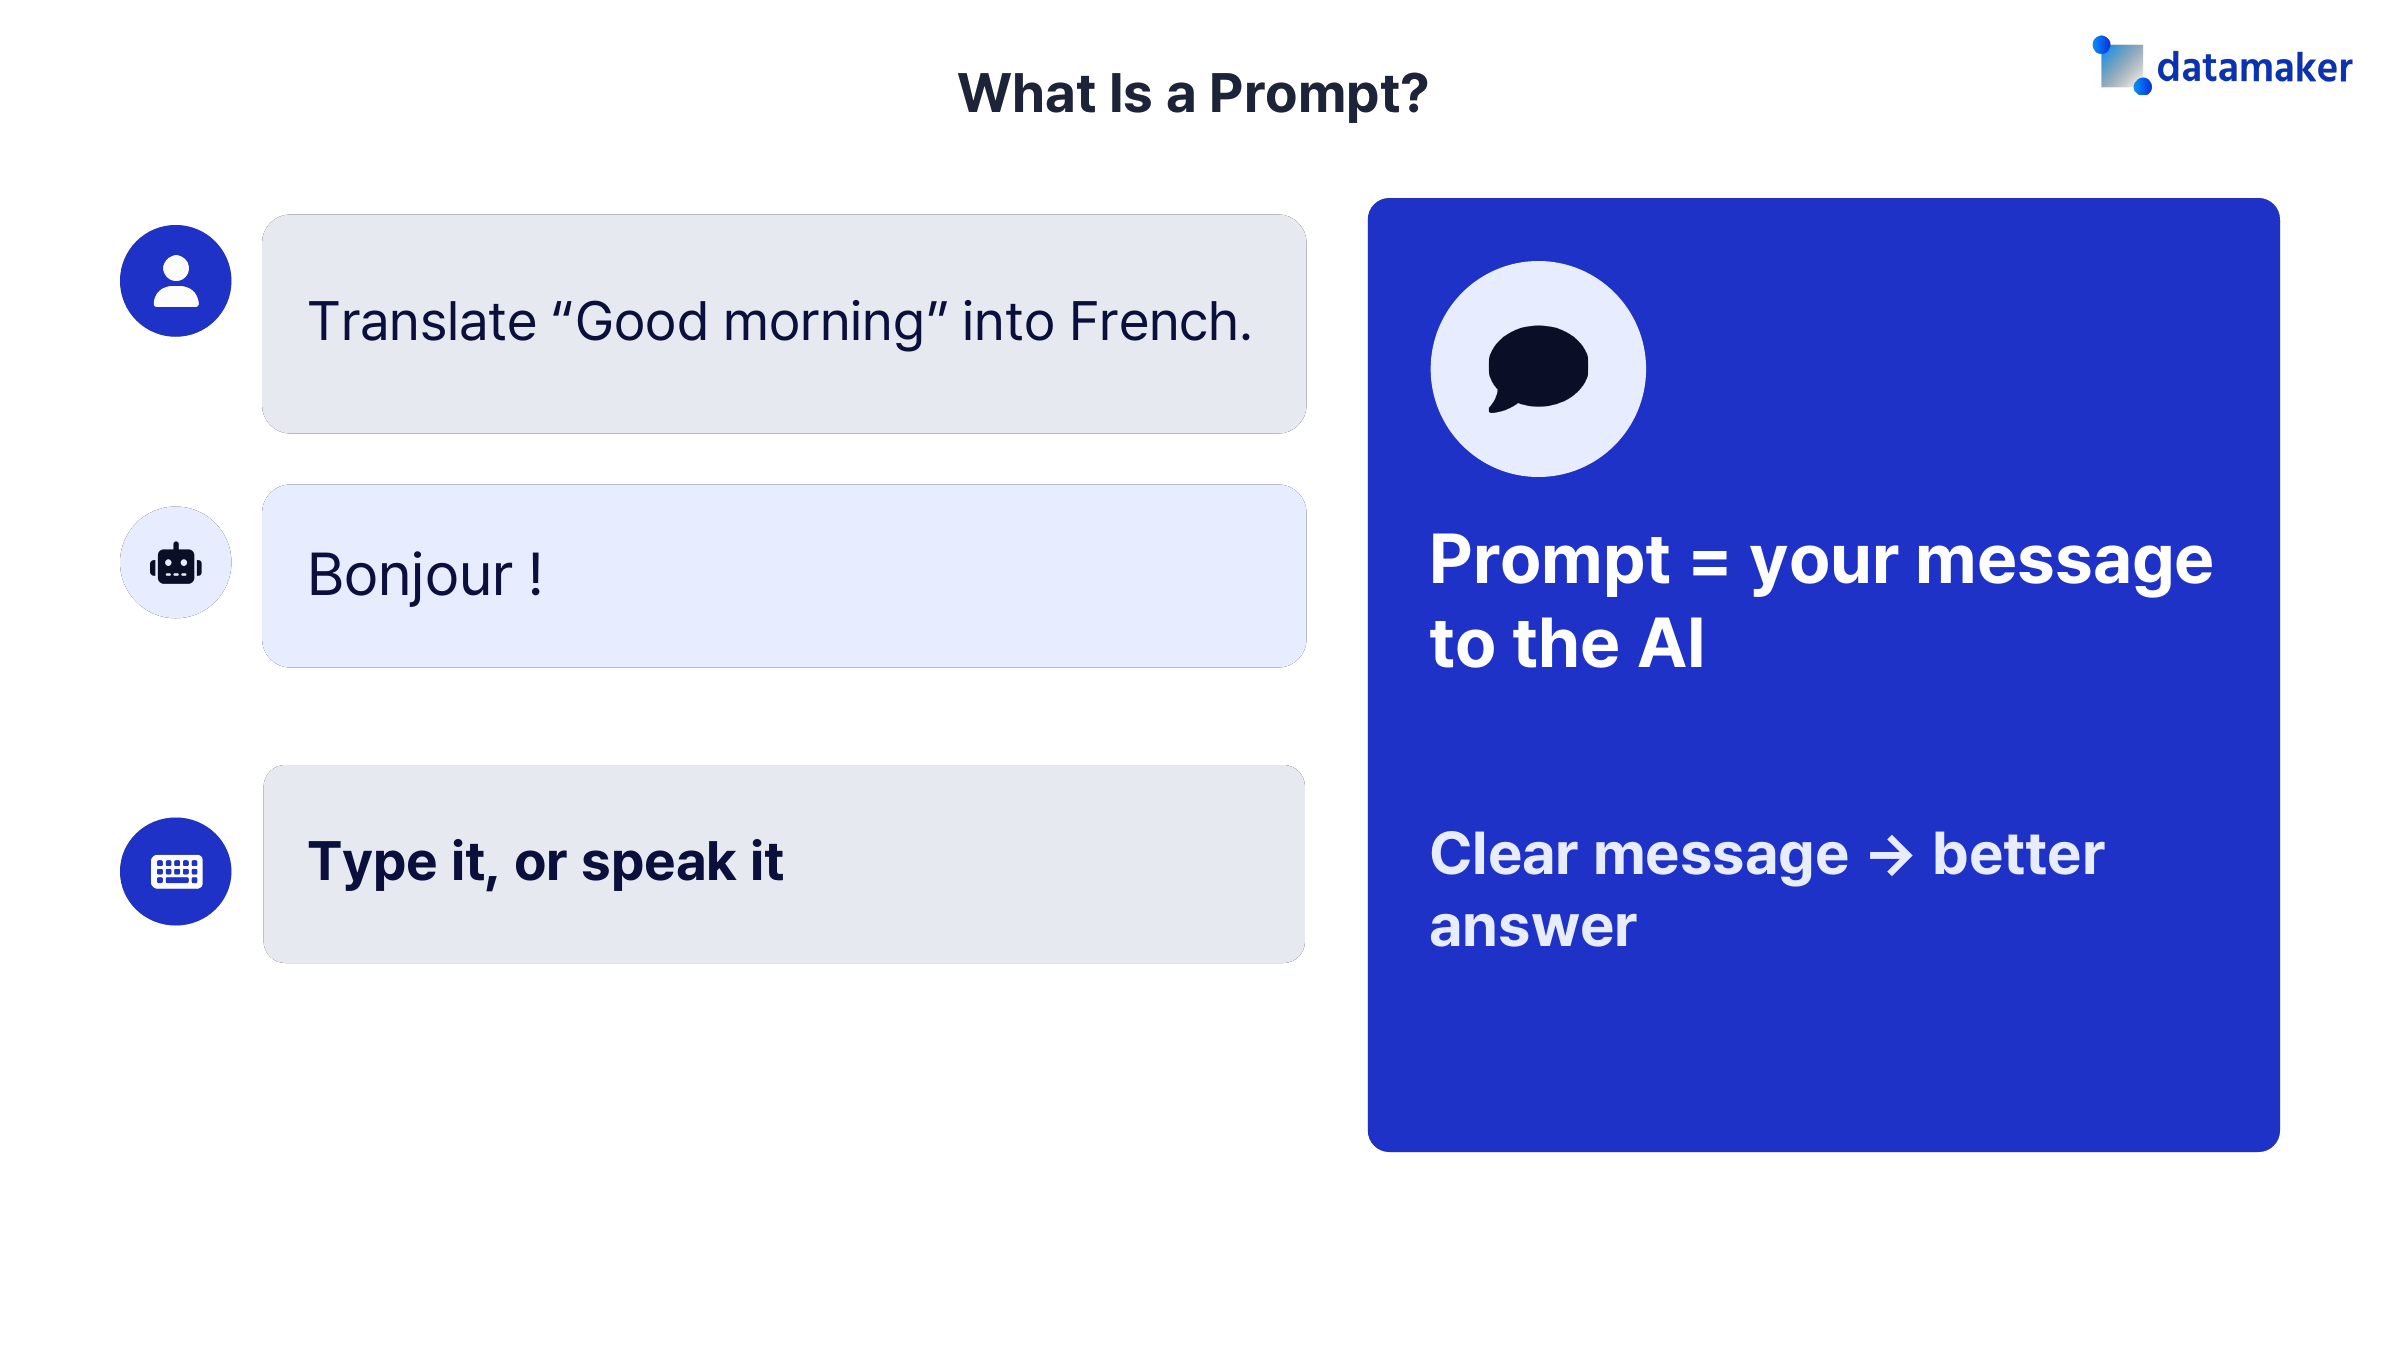 datamaker
What Is a Prompt?
Translate “Good morning” into French.
Bonjour !
Type it, or speak it
Prompt = your message
to the AI
Clear message → better
answer